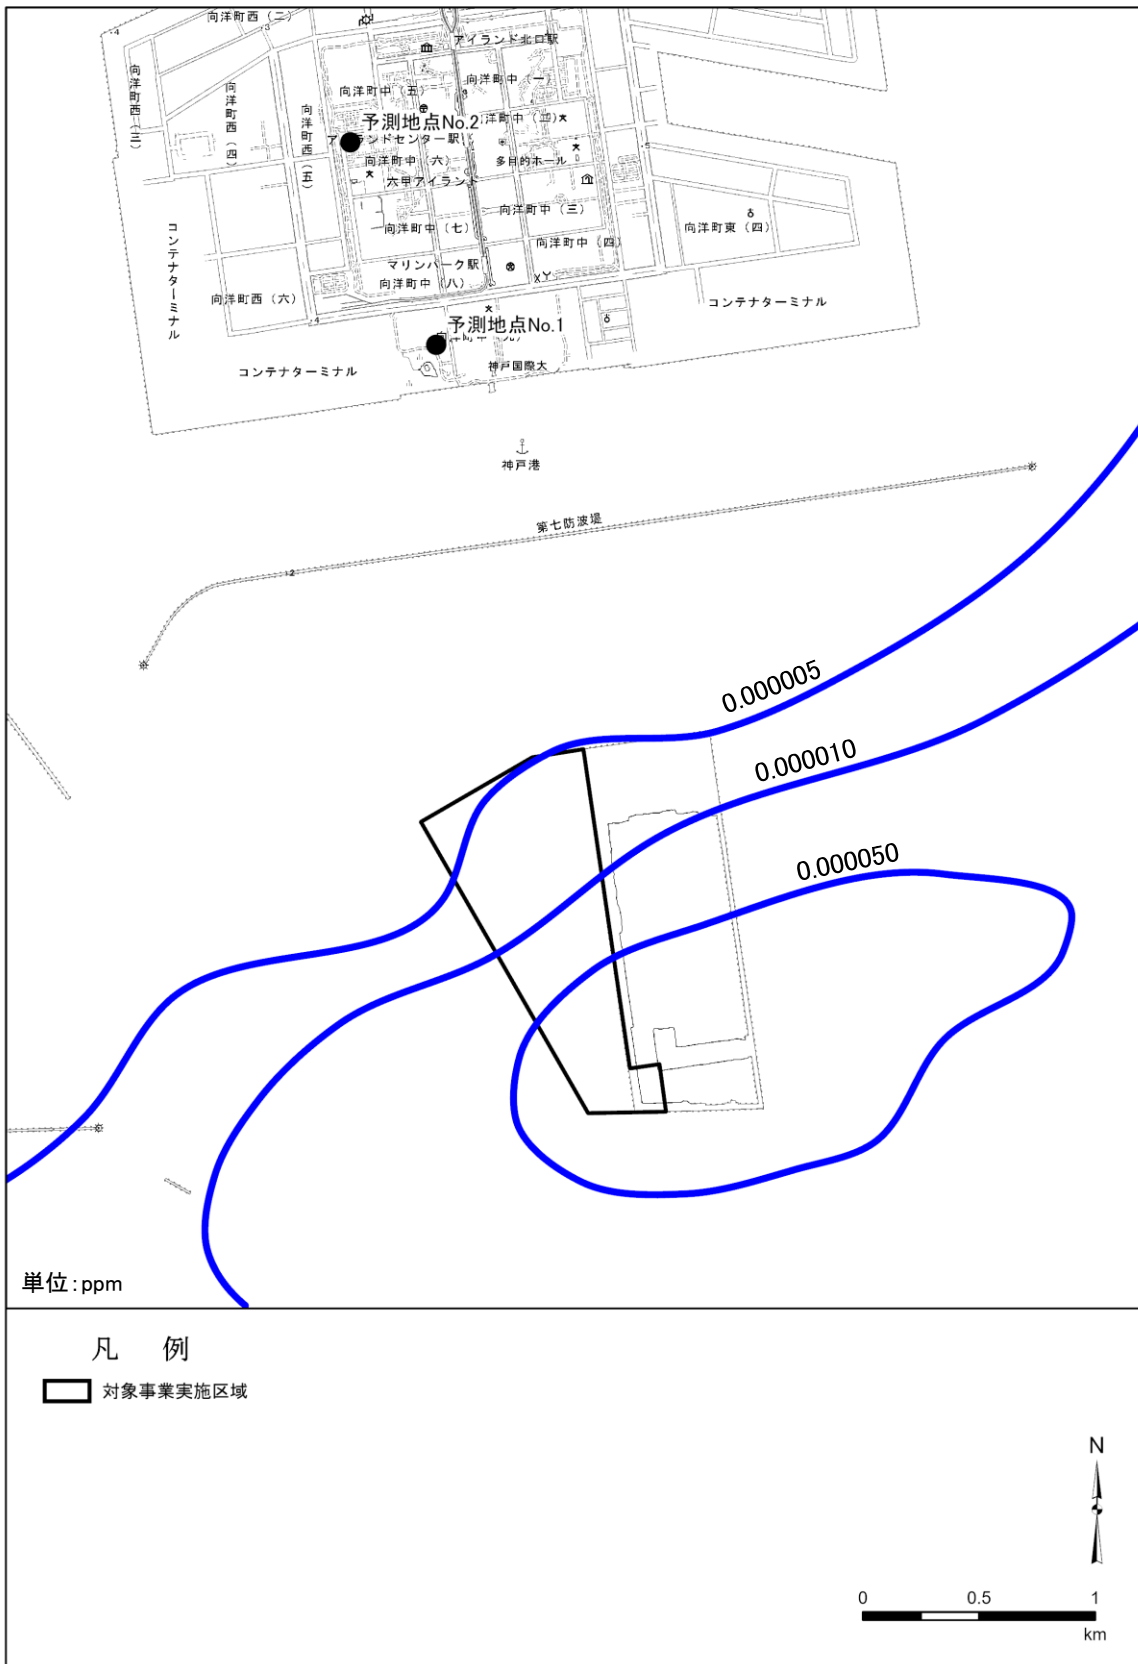 向洋町西（二）
アイランド北口駅
向洋町西（三）
向洋町西（四）
向洋町西（五）
向洋町中（五）
向洋町中（一）
向洋町中（二）
予測地点No.2
アイランドセンター駅
向洋町中（六）
多目的ホール
六甲アイランド
向洋町中（三）
向洋町中（七）
向洋町中（四）
向洋町東（四）
コンテナターミナル
マリンパーク駅
向洋町中（八）
向洋町西（六）
コンテナターミナル
予測地点No.1
向洋町中（九）
神戸国際大
コンテナターミナル
神戸港
第七防波堤
0.000005
0.000010
0.000050
単位：ppm
凡　例
対象事業実施区域
N
0 0.5 1
km